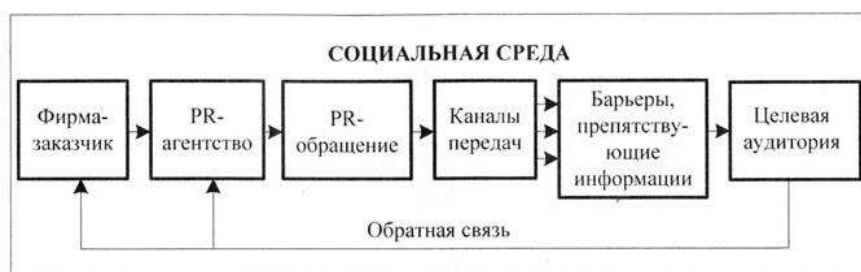 СОЦИАЛЬНАЯ СРЕДА
Фирма-
заказчик
PR-
агентство
PR-
обращение
Каналы
передач
Барьеры,
препятству-
ющие
информации
Целевая
аудитория
Обратная связь